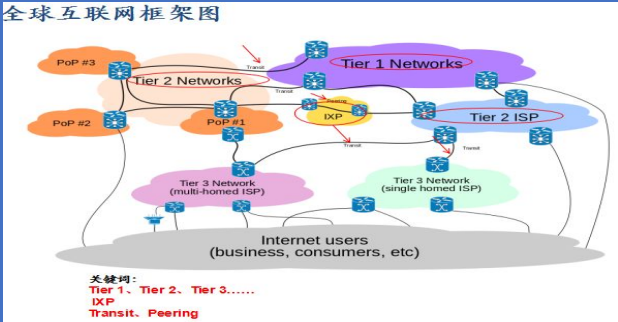 全球互联网框架图
PoP #3
Transit
Tier 2 Networks
Tier 1 Networks
Transit
Peering
PoP #2
PoP #1
IXP
Tier 2 ISP
Transit
Transit
Tier 3 Network
(multi-homed ISP)
Tier 3 Network
(single homed ISP)
Internet users
(business, consumers, etc)
关键词:
Tier 1、Tier 2、Tier 3……
IXP
Transit、Peering